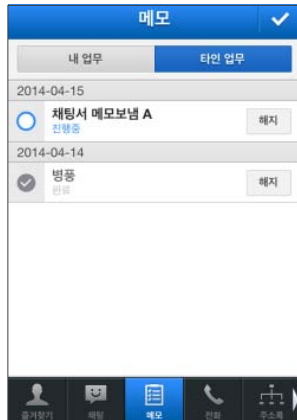 메모
내 업무
타인 업무
2014-04-15
채팅서 메모보냄 A
진행중
해지
2014-04-14
병풍
완료
해지
즐겨찾기
채팅
메모
전화
주소록